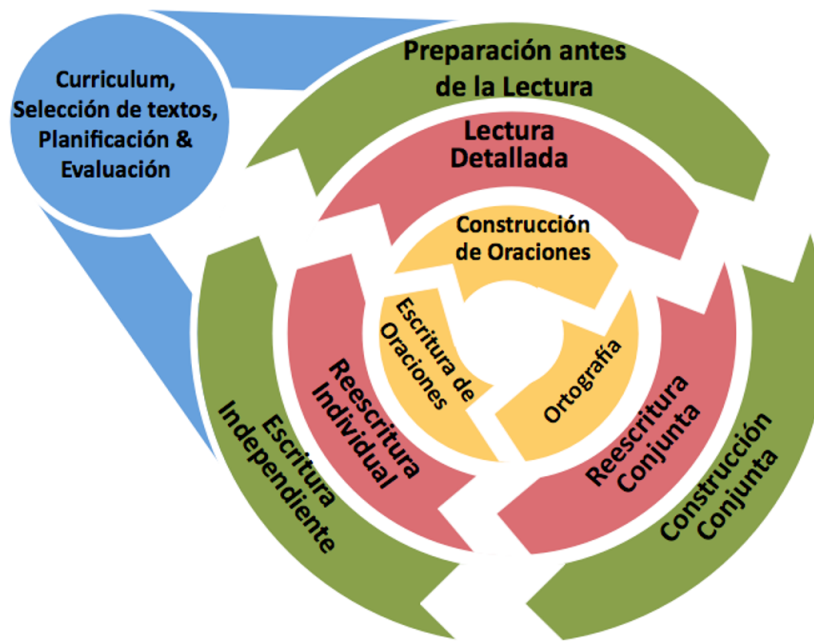 Curriculum,
Selección de textos,
Planificación &
Evaluación
Preparación antes
de la Lectura
Lectura
Detallada
Construcción
de Oraciones
Escritura de
Oraciones
Ortografía
Reescritura
Individual
Reescritura
Conjunta
Escritura
Independiente
Construcción
Conjunta